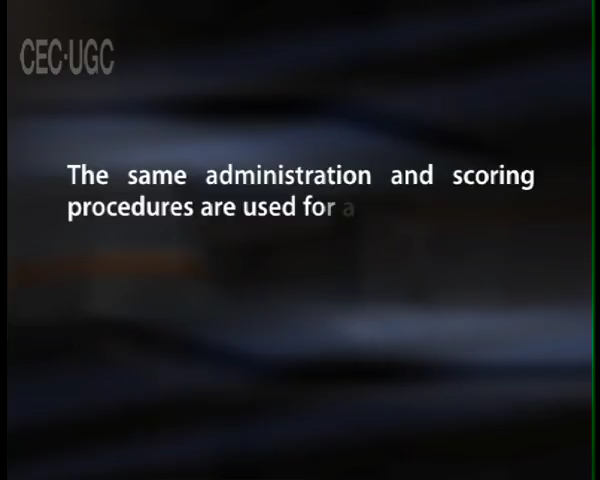 CEC-UGC
The same administration and scoring
procedures are used for a